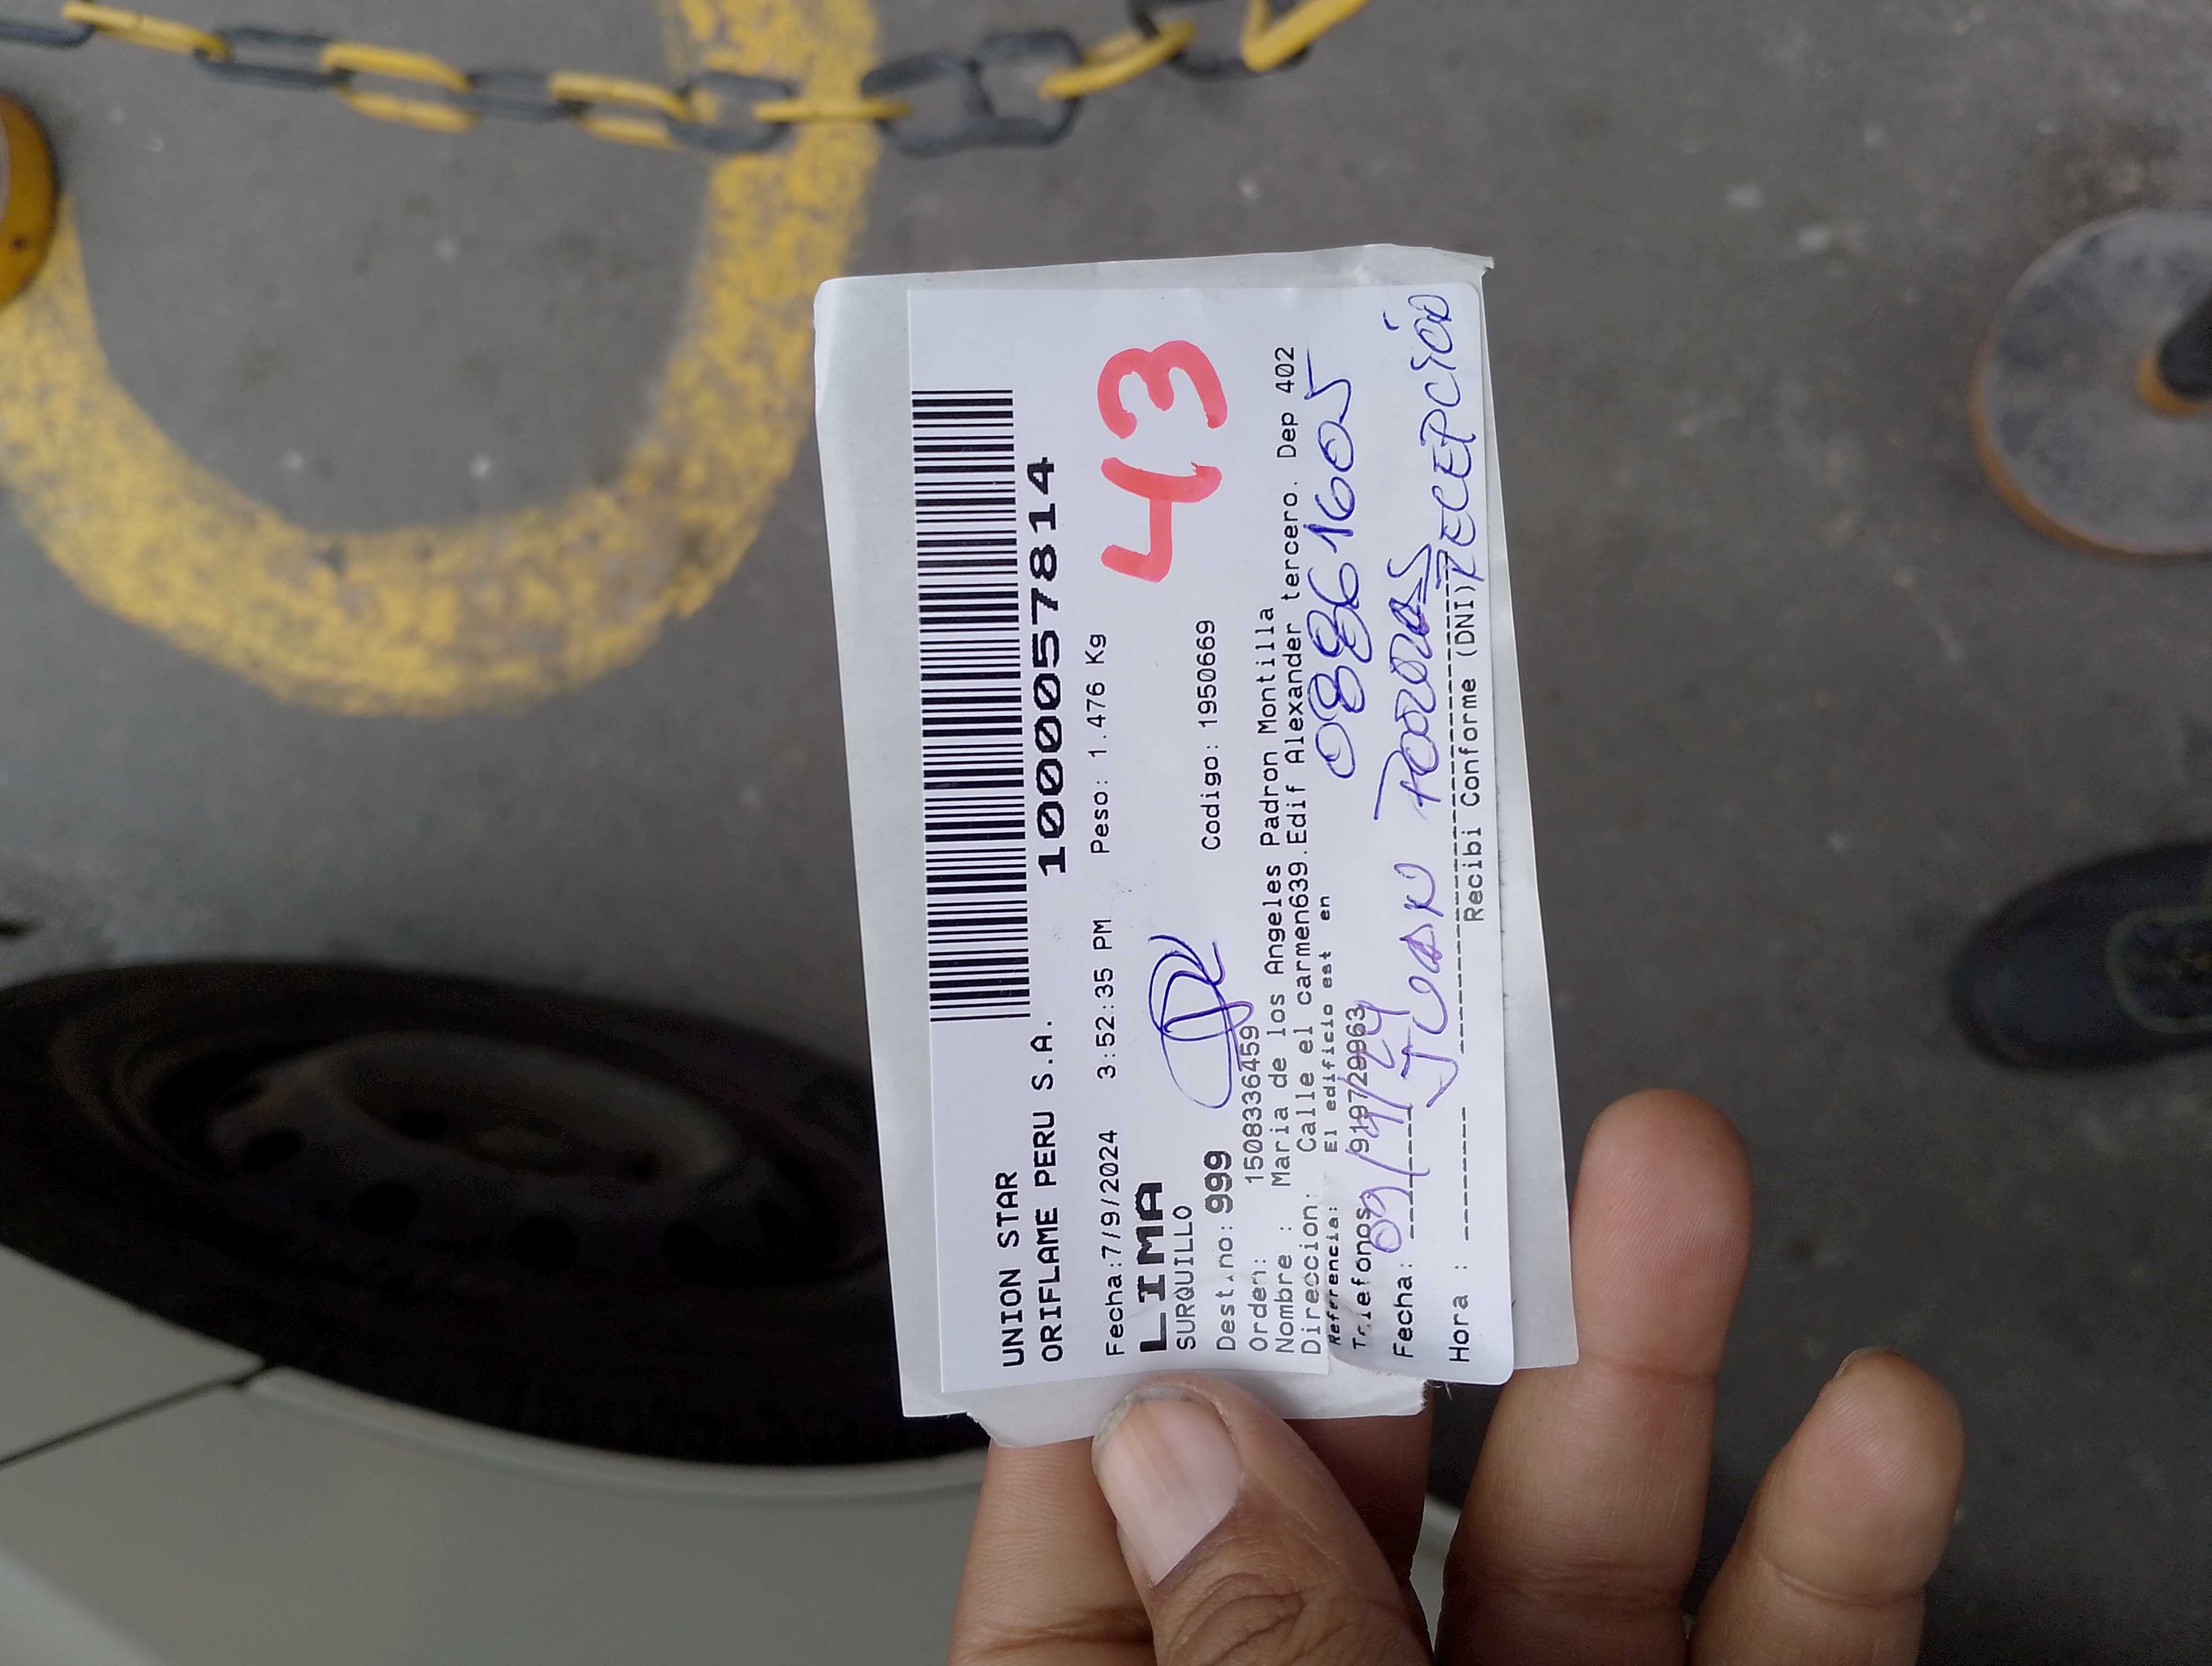 UNION STAR
ORIFLAME PERU S.A.
1000057814
Fecha:7/9/2024 3:52:35 PM Peso: 1.476 Kg
LIMA
43
SURQUILLO
Destino:999 Codigo: 1950669
Orden: 1508336459
Nombre : Maria de los Angeles Padron Montilla
Direccion: Calle el carmen639.Edif Alexander tercero. Dep 402
Referencia: El edificio est en
08861605
Telefonos
Fecha: 09/9/24
JUAN PORRAS
RECEPCIÓN
Hora :
Recibi Conforme (DNI)